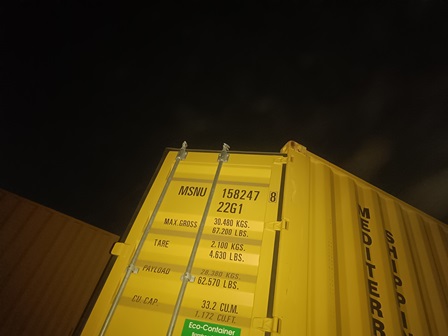 MSNU 158247 8
22G1
MAX GROSS 30.480 KGS.
67.200 LBS.
TARE 2.100 KGS.
4.630 LBS.
PAYLOAD 28.380 KGS.
62.570 LBS.
CU.CAP. 33.2 CU.M.
1.172 CU.FT.
Eco-Container
MEDITERR
SHIPPI